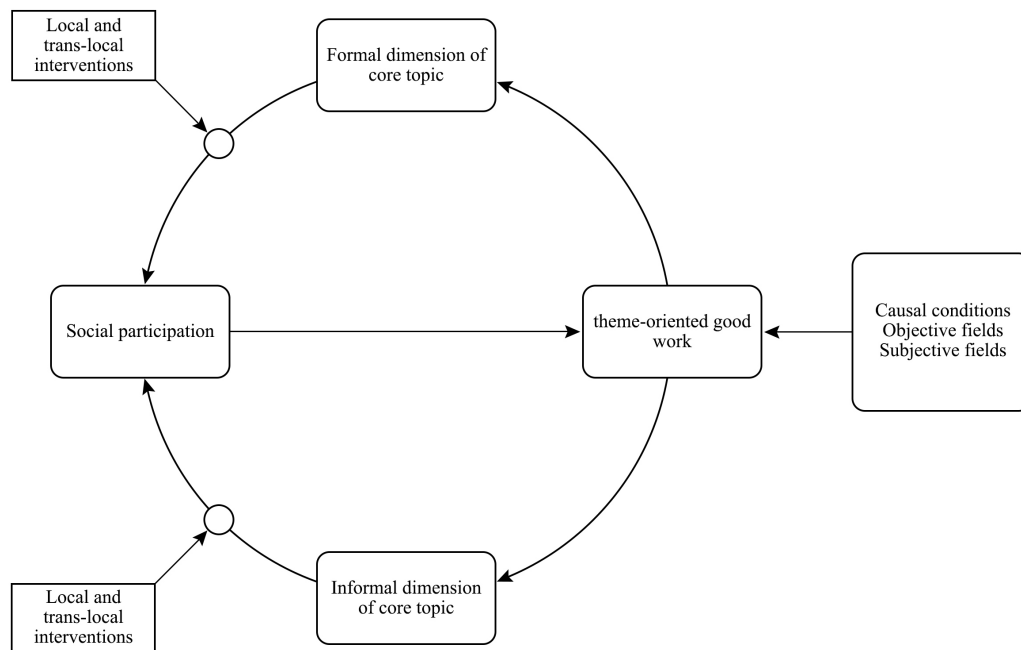 Local and
trans-local
interventions
Formal dimension of
core topic
Social participation
theme-oriented good
work
Causal conditions
Objective fields
Subjective fields
Informal dimension
of core topic
Local and
trans-local
interventions